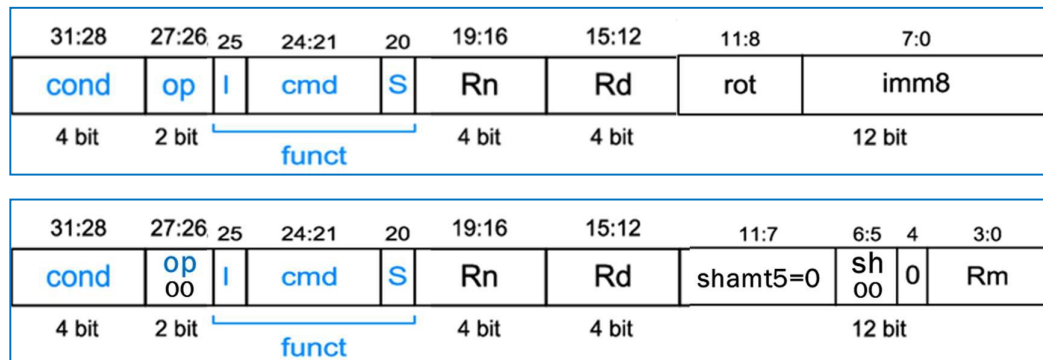 31:28 27:26 25 24:21 20 19:16 15:12 11:8 7:0
cond op I cmd S Rn Rd rot imm8
4 bit 2 bit 4 bit 4 bit 12 bit
funct
31:28 27:26 25 24:21 20 19:16 15:12 11:7 6:5 4 3:0
cond op I cmd S Rn Rd shamt5=0 sh 0 Rm
00 00
4 bit 2 bit 4 bit 4 bit 12 bit
funct